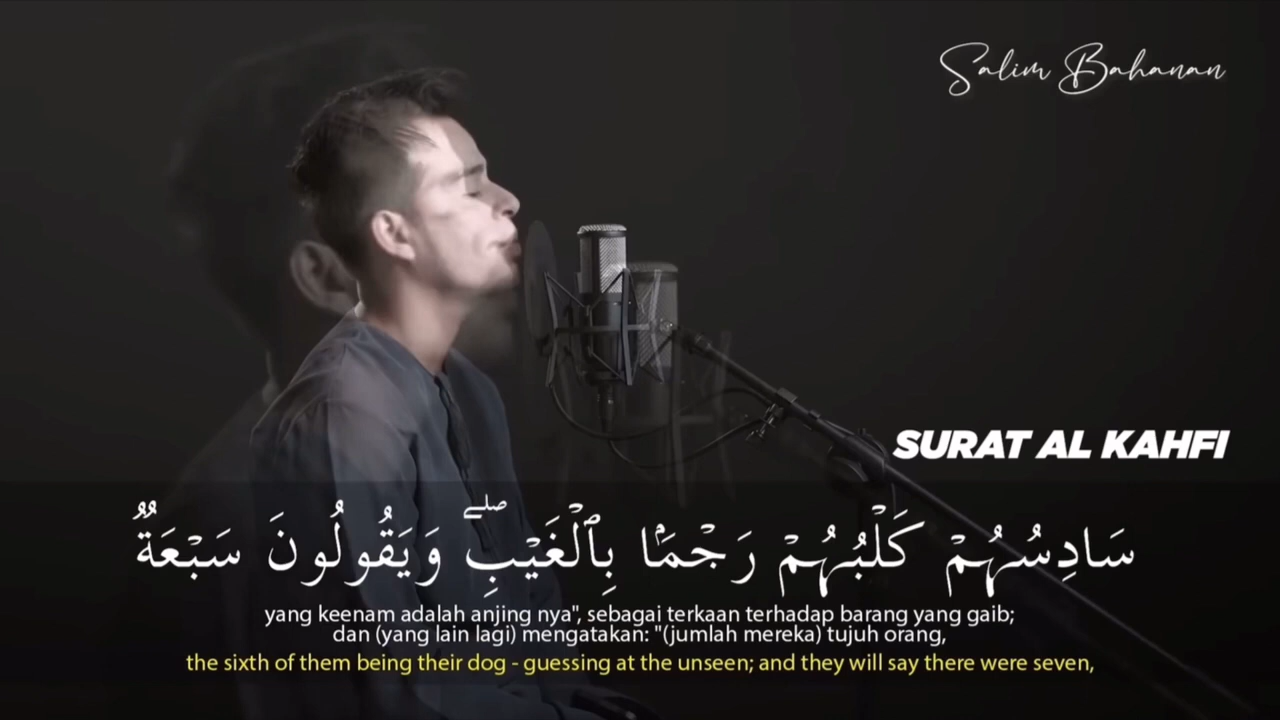 Salim Bahanan
SURAT AL KAHFI
سَادِسُهُمْ كَلْبُهُمْ رَجْمًۢا بِٱلْغَيْبِ ۖ وَيَقُولُونَ سَبْعَةٌۭ
yang keenam adalah anjing nya", sebagai terkaan terhadap barang yang gaib;
dan (yang lain lagi) mengatakan: "(jumlah mereka) tujuh orang,
the sixth of them being their dog - guessing at the unseen; and they will say there were seven,